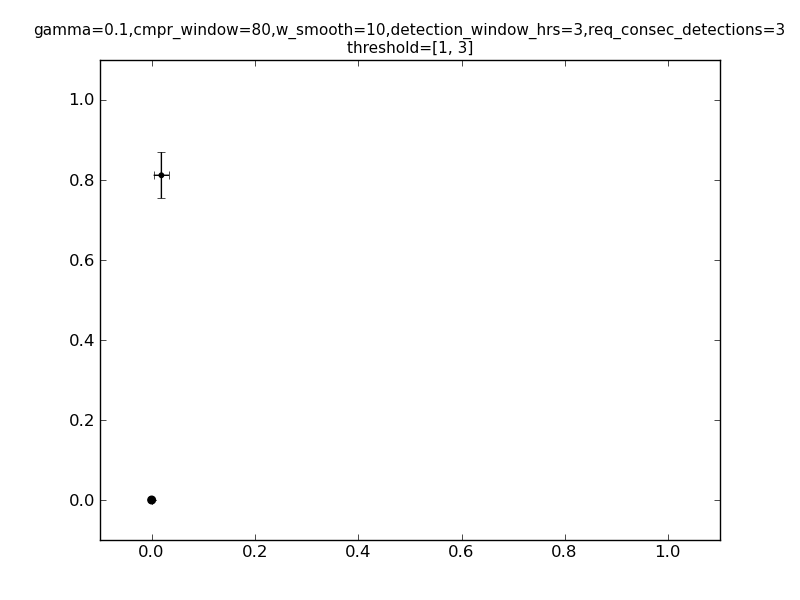 gamma=0.1,cmpr_window=80,w_smooth=10,detection_window_hrs=3,req_consec_detections=3
threshold=[1, 3]
1.0
0.8
0.6
0.4
0.2
0.0
0.0 0.2 0.4 0.6 0.8 1.0